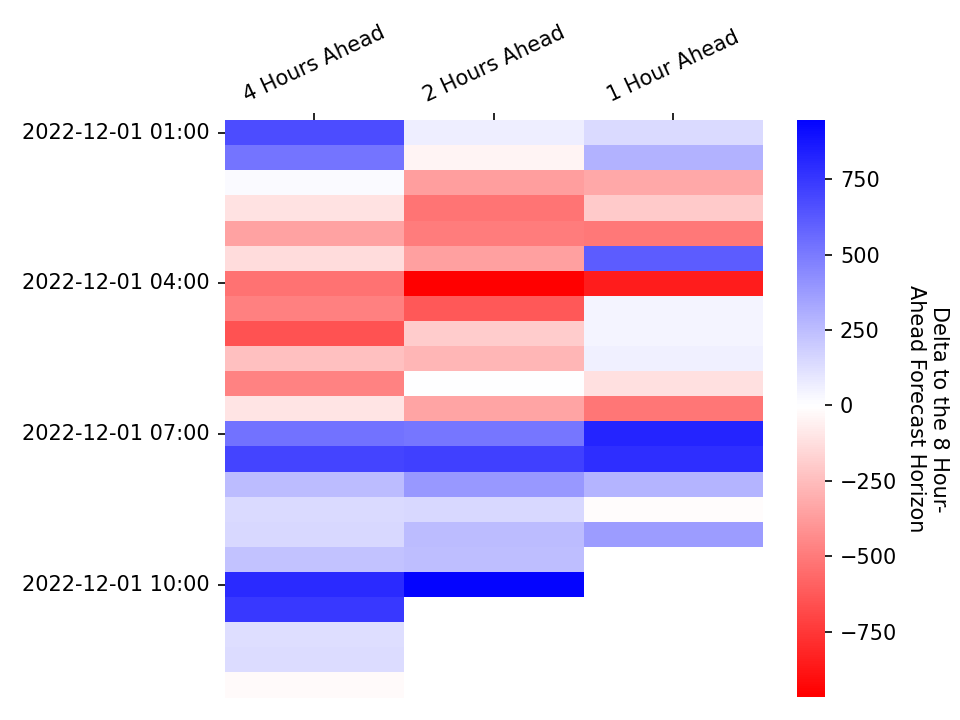 4 Hours Ahead
2 Hours Ahead
1 Hour Ahead
2022-12-01 01:00
2022-12-01 04:00
2022-12-01 07:00
2022-12-01 10:00
750
500
250
0
−250
−500
−750
Delta to the 8 Hour-
Ahead Forecast Horizon